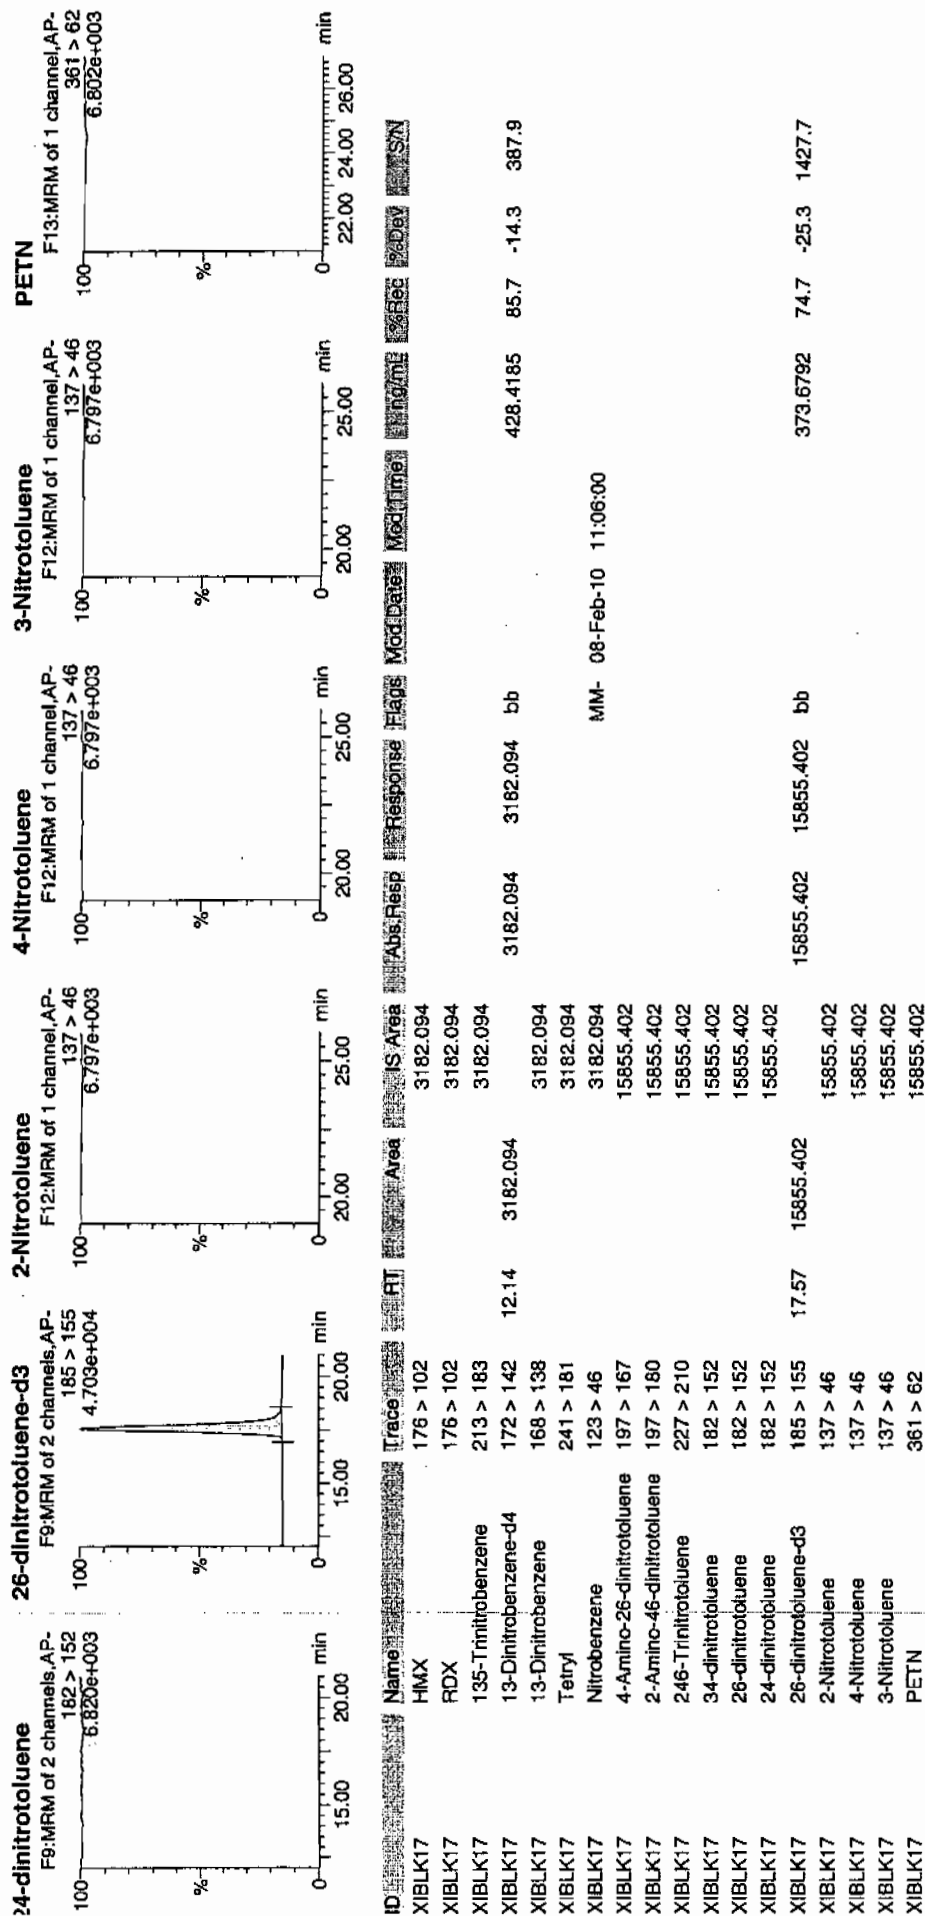 24-dinitrotoluene
F9:MRM of 2 channels,AP-
182 > 152
6.820e+003
100
%
0
15.00 20.00 min
26-dinitrotoluene-d3
F9:MRM of 2 channels,AP-
185 > 155
4.703e+004
100
%
0
15.00 20.00 min
2-Nitrotoluene
F12:MRM of 1 channel,AP-
137 > 46
6.797e+003
100
%
0
20.00 25.00 min
4-Nitrotoluene
F12:MRM of 1 channel,AP-
137 > 46
6.797e+003
100
%
0
20.00 25.00 min
3-Nitrotoluene
F12:MRM of 1 channel,AP-
137 > 46
6.797e+003
100
%
0
20.00 25.00 min
PETN
F13:MRM of 1 channel,AP-
361 > 62
6.802e+003
100
%
0
22.00 24.00 26.00 min
ID Name Trace RT Area IS Area Abs.Resp Response Flags Mod.Date Mod.Time ng/mL %Rec %Dev S/N
XIBLK17 HMX 176 > 102 3182.094
XIBLK17 RDX 176 > 102 3182.094
XIBLK17 135-Trinitrobenzene 213 > 183 3182.094
XIBLK17 13-Dinitrobenzene-d4 172 > 142 12.14 3182.094 3182.094 3182.094 bb 428.4185 85.7 -14.3 387.9
XIBLK17 13-Dinitrobenzene 168 > 138 3182.094
XIBLK17 Tetryl 241 > 181 3182.094
XIBLK17 Nitrobenzene 123 > 46 3182.094 MM- 08-Feb-10 11:06:00
XIBLK17 4-Amino-26-dinitrotoluene 197 > 167 15855.402
XIBLK17 2-Amino-46-dinitrotoluene 197 > 180 15855.402
XIBLK17 246-Trinitrotoluene 227 > 210 15855.402
XIBLK17 34-dinitrotoluene 182 > 152 15855.402
XIBLK17 26-dinitrotoluene 182 > 152 15855.402
XIBLK17 24-dinitrotoluene 182 > 152 15855.402
XIBLK17 26-dinitrotoluene-d3 185 > 155 17.57 15855.402 15855.402 15855.402 bb 373.6792 74.7 -25.3 1427.7
XIBLK17 2-Nitrotoluene 137 > 46 15855.402
XIBLK17 4-Nitrotoluene 137 > 46 15855.402
XIBLK17 3-Nitrotoluene 137 > 46 15855.402
XIBLK17 PETN 361 > 62 15855.402